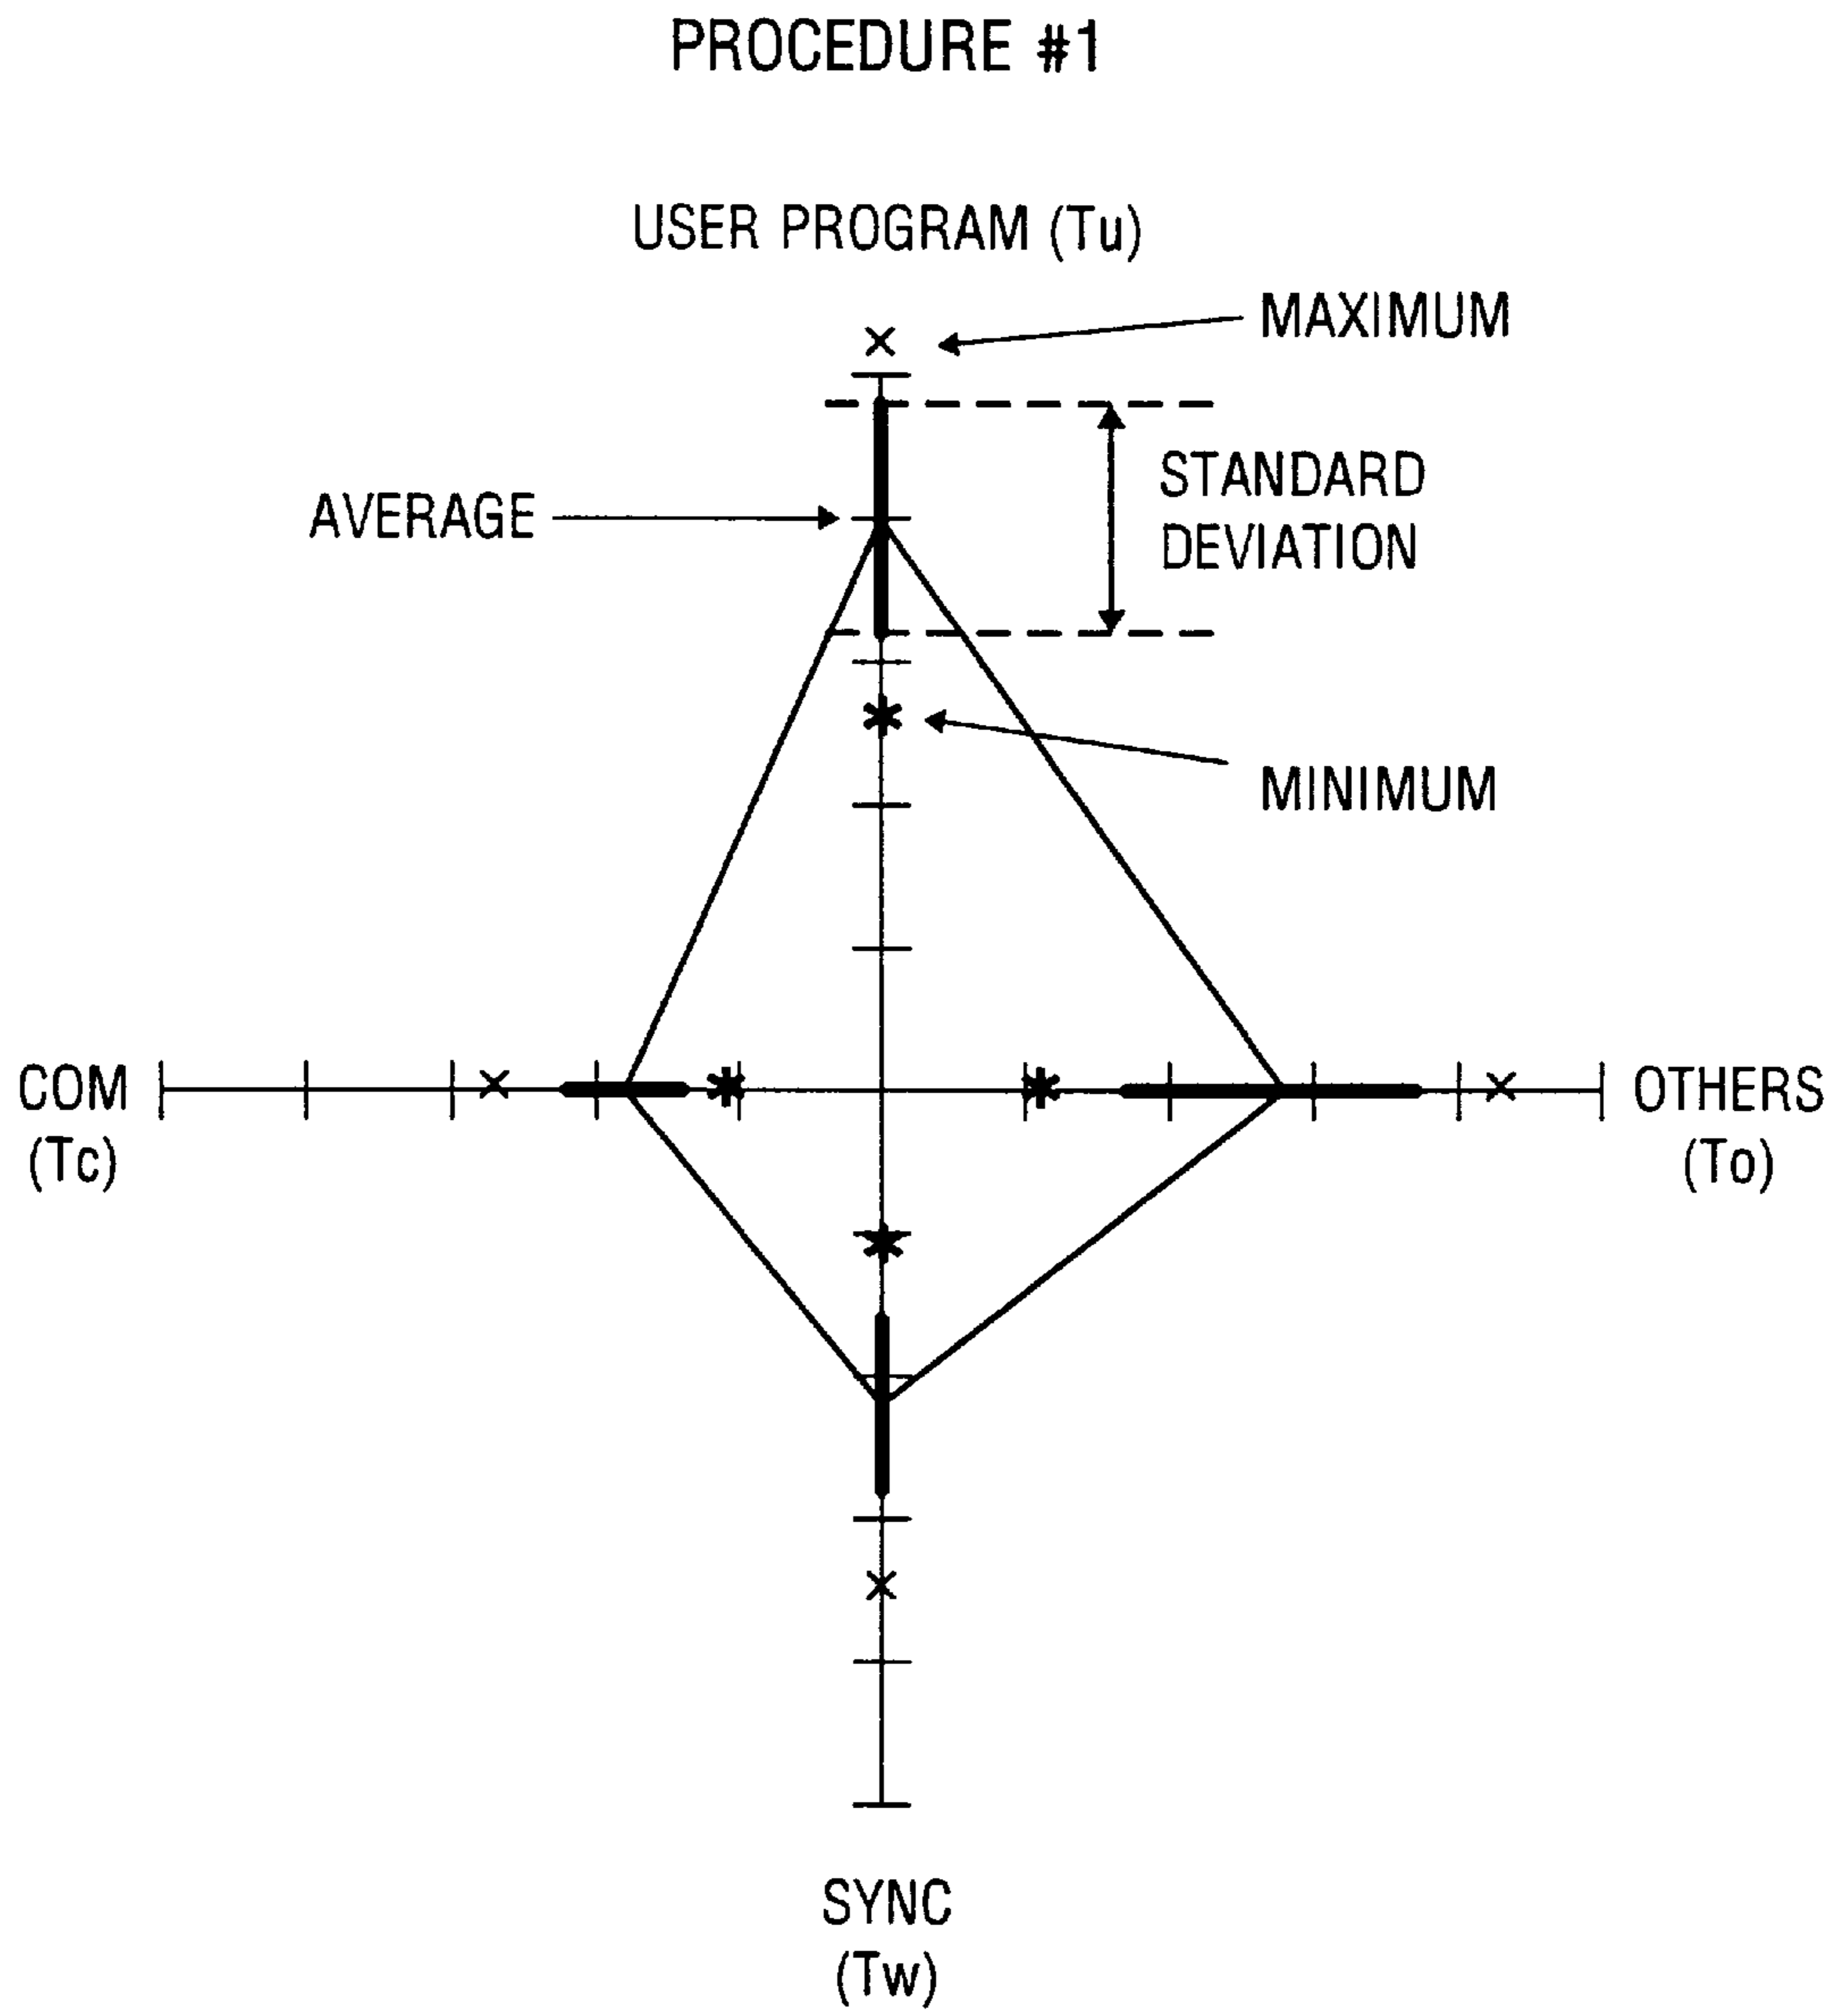 PROCEDURE #1
USER PROGRAM (Tu)
MAXIMUM
STANDARD
DEVIATION
AVERAGE
MINIMUM
COM
(Tc)
OTHERS
(To)
SYNC
(Tw)